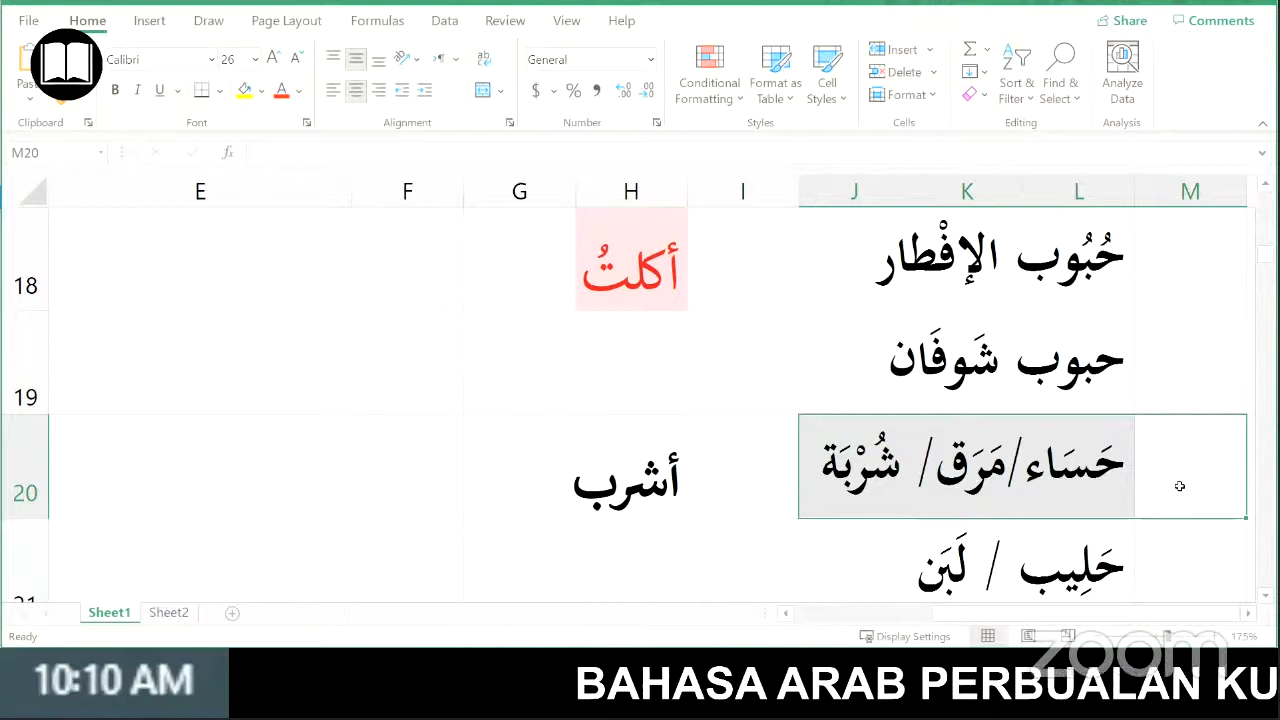 File Home Insert Draw Page Layout Formulas Data Review View Help Share Comments
Calibri 26 General Insert
Delete
Format
Conditional Formatting Format Table Cell Styles Sort & Filter Find & Select Analyze Data
Clipboard Font Alignment Number Styles Cells Editing Analysis
M20 fx
E F G H I J K L M
18 أكلتُ حُبُوب الإفْطار
19 حبوب شَوفَان
20 أشرب حَسَاء/مَرَق/ شُرْبَة
21 حَلِيب / لَبَن
Sheet1 Sheet2
Ready Display Settings 175%
zoom
10:10 AM BAHASA ARAB PERBUALAN KU